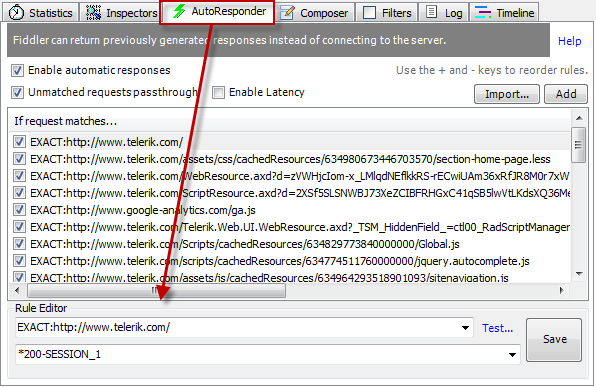 Statistics Inspectors AutoResponder Composer Filters Log Timeline
Fiddler can return previously generated responses instead of connecting to the server. Help
Enable automatic responses Use the + and - keys to reorder rules.
Unmatched requests passthrough Enable Latency Import... Add
If request matches...
EXACT:http://www.telerik.com/
EXACT:http://www.telerik.com/assets/css/cachedResources/634980673446703570/section-home-page.less
EXACT:http://www.telerik.com/WebResource.axd?d=zVWHjcIom-x_LMlqdNEflkkRS-rECwiUAm36xRfJR8M0r7xW
EXACT:http://www.telerik.com/ScriptResource.axd?d=2XSf5SLSNWBJ73XeZCIBFRHGxC41qSB5lwVtLKdsXQ36Me
EXACT:http://www.google-analytics.com/ga.js
EXACT:http://www.telerik.com/Telerik.Web.UI.WebResource.axd?_TSM_HiddenField_=ctl00_RadScriptManager
EXACT:http://www.telerik.com/scripts/cachedResources/634829773840000000/Global.js
EXACT:http://www.telerik.com/scripts/cachedResources/634774511760000000/jquery.autocomplete.js
EXACT:http://www.telerik.com/assets/js/cachedResources/634964293518901093/sitenavigation.js
Rule Editor
EXACT:http://www.telerik.com/ Test... Save
*200-SESSION_1